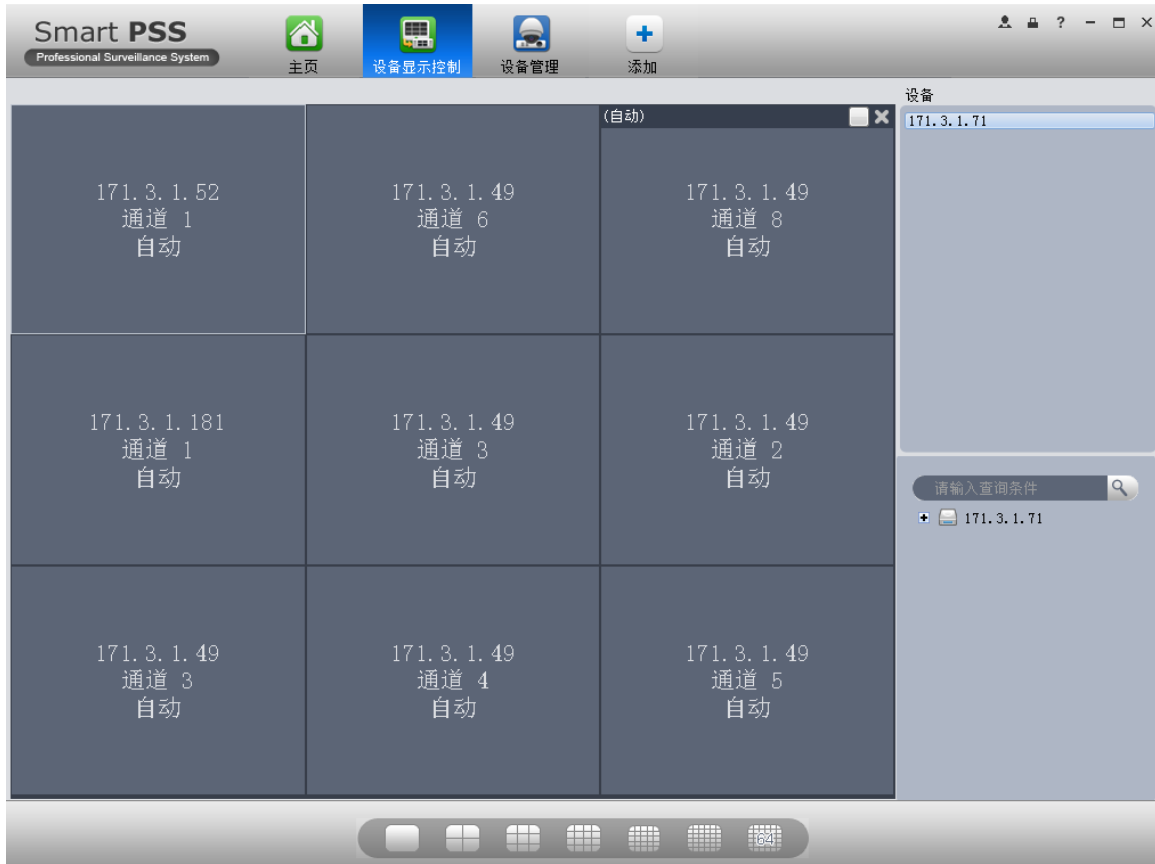 Smart PSS
Professional Surveillance System
主页
设备显示控制
设备管理
添加
?
设备
171.3.1.71
(自动)
171.3.1.52
通道 1
自动
171.3.1.49
通道 6
自动
171.3.1.49
通道 8
自动
171.3.1.181
通道 1
自动
171.3.1.49
通道 3
自动
171.3.1.49
通道 2
自动
171.3.1.49
通道 3
自动
171.3.1.49
通道 4
自动
171.3.1.49
通道 5
自动
请输入查询条件
171.3.1.71
64